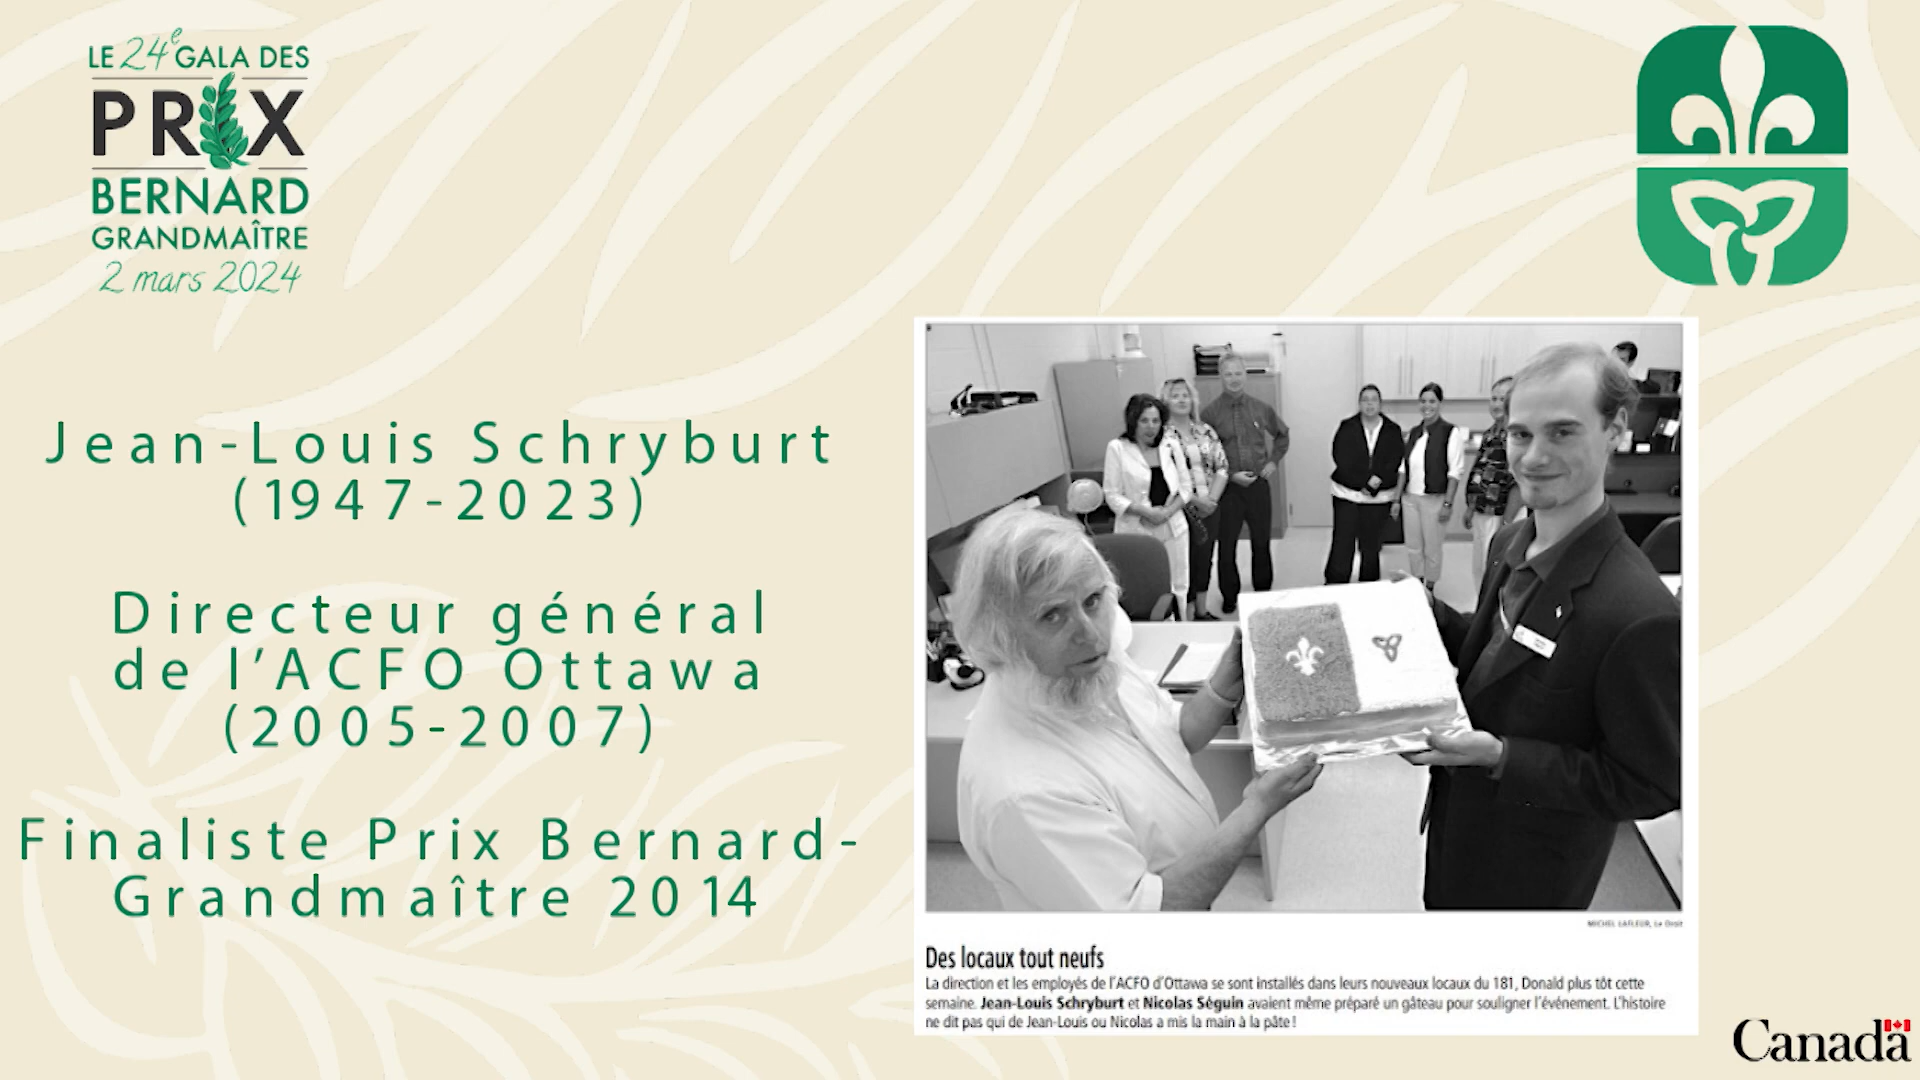 LE 24e GALA DES
PRIX
BERNARD
GRANDMAÎTRE
2 mars 2024
Jean-Louis Schryburt
(1947-2023)
Directeur général
de l'ACFO Ottawa
(2005-2007)
Finaliste Prix Bernard-
Grandmaître 2014
MICHEL LAFLEUR, Le Droit
Des locaux tout neufs
La direction et les employés de l'ACFO d'Ottawa se sont installés dans leurs nouveaux locaux du 181, Donald plus tôt cette
semaine. Jean-Louis Schryburt et Nicolas Séguin avaient même préparé un gâteau pour souligner l'événement. L'histoire
ne dit pas qui de Jean-Louis ou Nicolas a mis la main à la pâte !
Canada